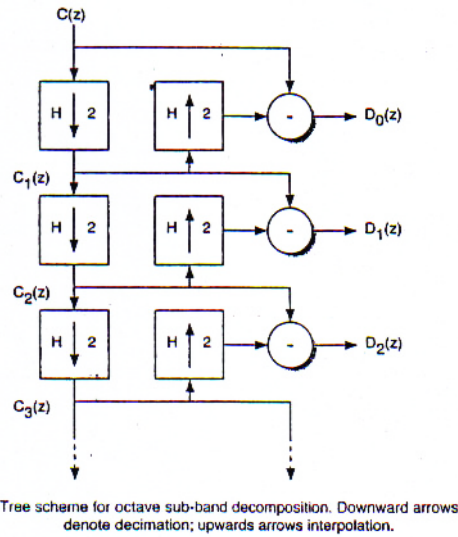 C(z)
H 2 H 2 - D0(z)
C1(z)
H 2 H 2 - D1(z)
C2(z)
H 2 H 2 - D2(z)
C3(z)
Tree scheme for octave sub-band decomposition. Downward arrows
denote decimation; upwards arrows interpolation.